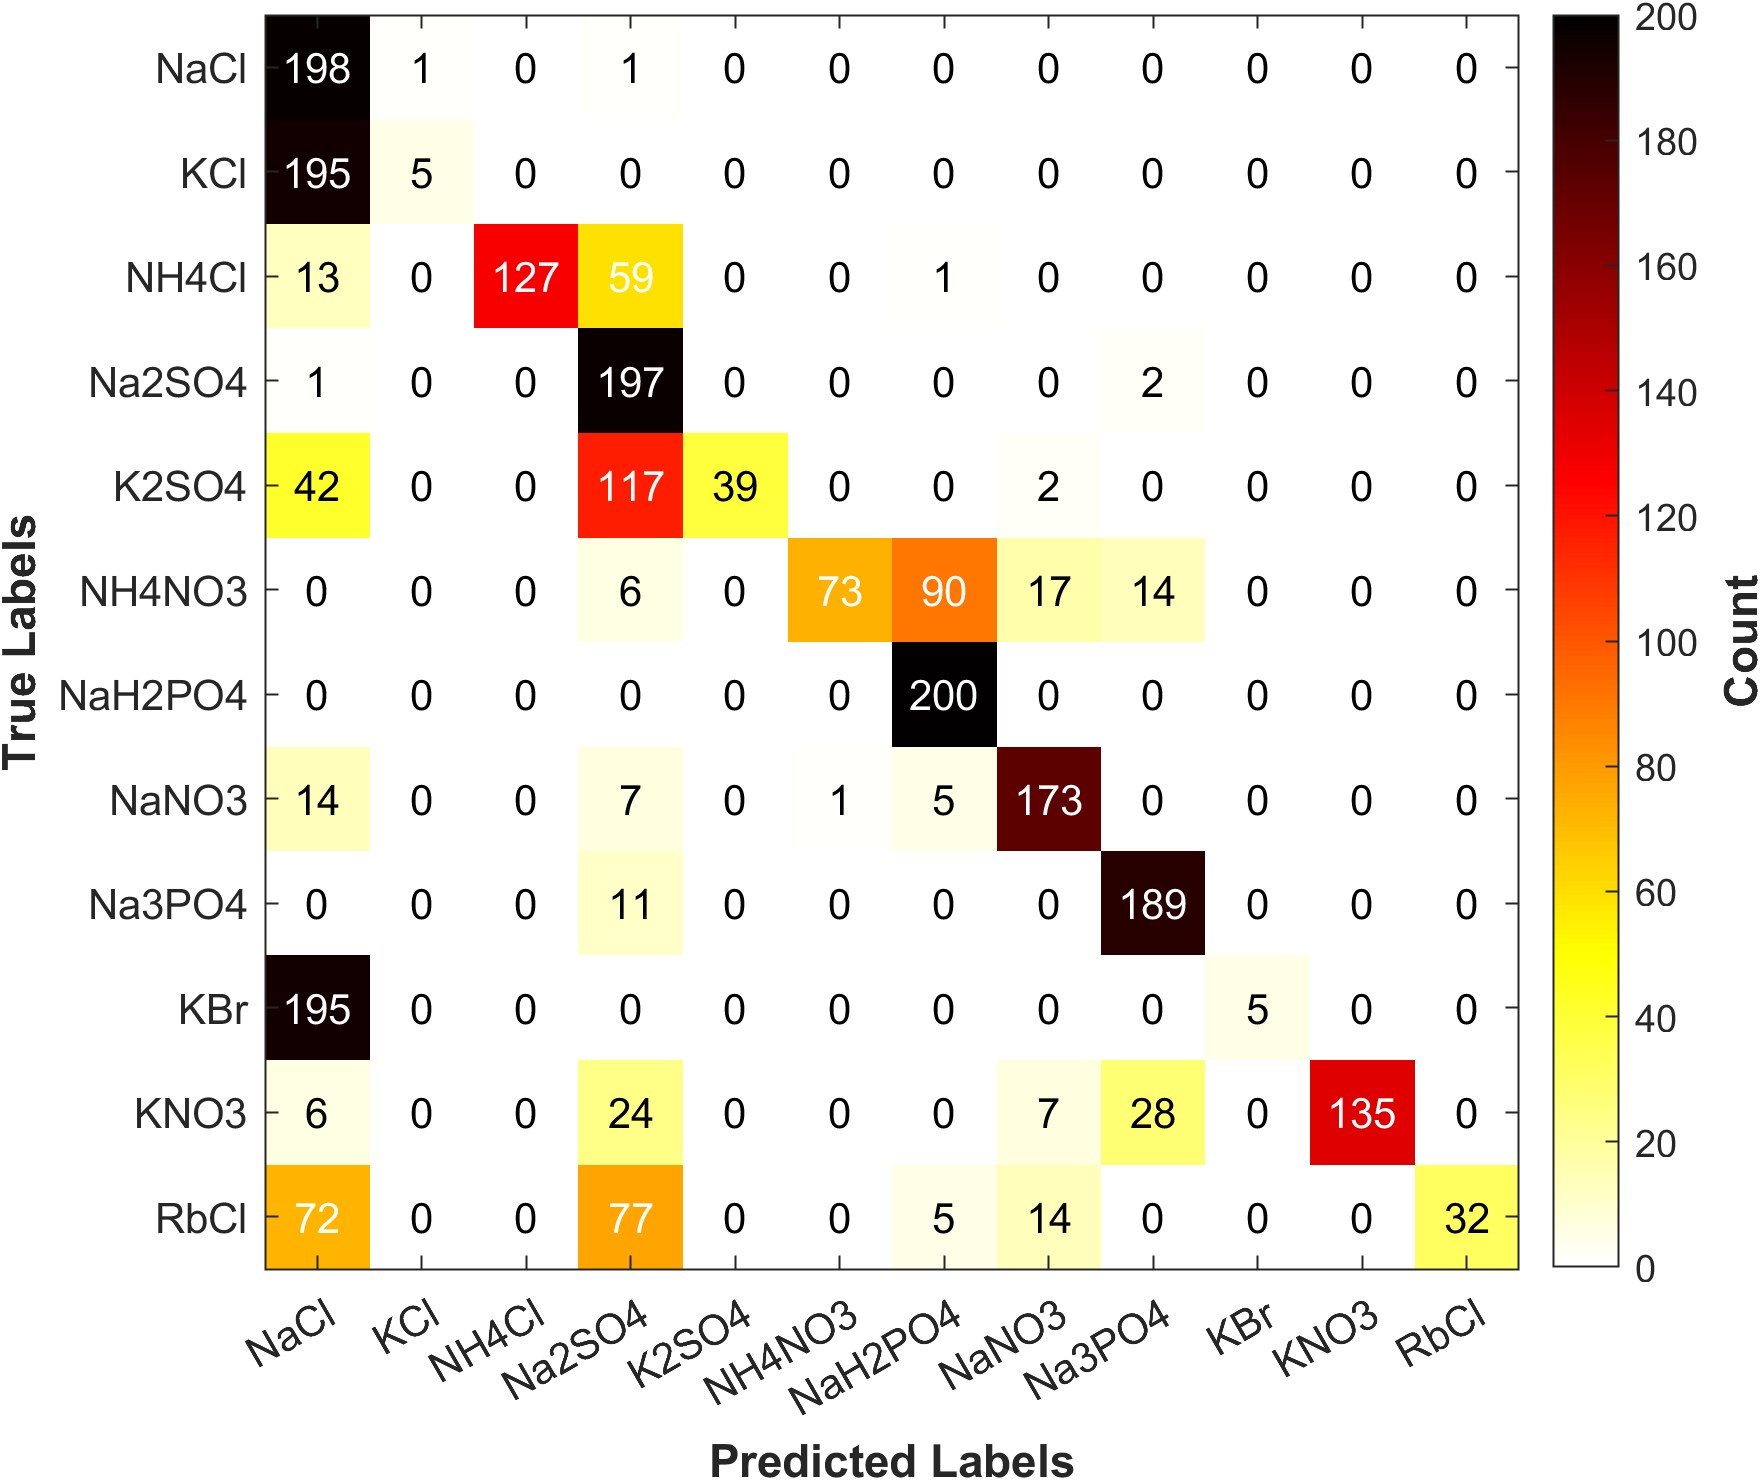 NaCl 198 1 0 1 0 0 0 0 0 0 0 0
KCl 195 5 0 0 0 0 0 0 0 0 0 0
NH4Cl 13 0 127 59 0 0 1 0 0 0 0 0
Na2SO4 1 0 0 197 0 0 0 0 2 0 0 0
K2SO4 42 0 0 117 39 0 0 2 0 0 0 0
NH4NO3 0 0 0 6 0 73 90 17 14 0 0 0
NaH2PO4 0 0 0 0 0 0 200 0 0 0 0 0
NaNO3 14 0 0 7 0 1 5 173 0 0 0 0
Na3PO4 0 0 0 11 0 0 0 0 189 0 0 0
KBr 195 0 0 0 0 0 0 0 0 5 0 0
KNO3 6 0 0 24 0 0 0 7 28 0 135 0
RbCl 72 0 0 77 0 0 5 14 0 0 0 32
NaCl KCl NH4Cl Na2SO4 K2SO4 NH4NO3 NaH2PO4 NaNO3 Na3PO4 KBr KNO3 RbCl
Predicted Labels
True Labels
200
180
160
140
120
100
80
60
40
20
0
Count